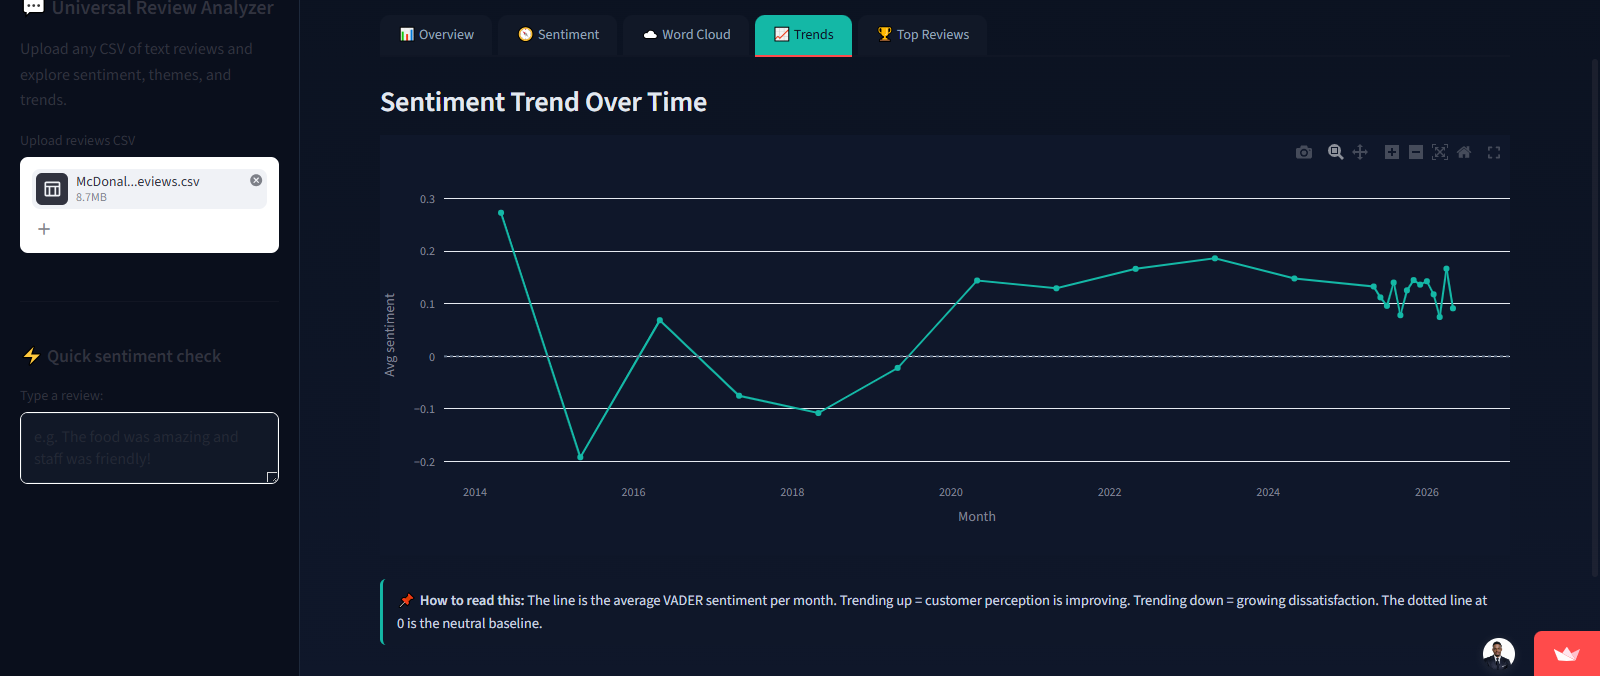 Universal Review Analyzer
Upload any CSV of text reviews and
explore sentiment, themes, and
trends.
Upload reviews CSV
McDonal...eviews.csv
8.7MB
Quick sentiment check
Type a review:
e.g. The food was amazing and
staff was friendly!
Overview
Sentiment
Word Cloud
Trends
Top Reviews
Sentiment Trend Over Time
Avg sentiment
0.3
0.2
0.1
0
−0.1
−0.2
2014
2016
2018
2020
2022
2024
2026
Month
How to read this: The line is the average VADER sentiment per month. Trending up = customer perception is improving. Trending down = growing dissatisfaction. The dotted line at
0 is the neutral baseline.